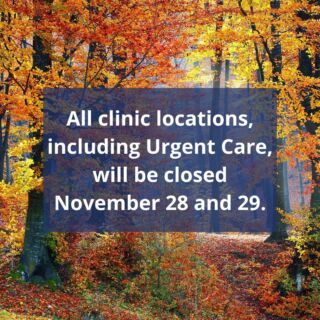 All clinic locations,
including Urgent Care,
will be closed
November 28 and 29.